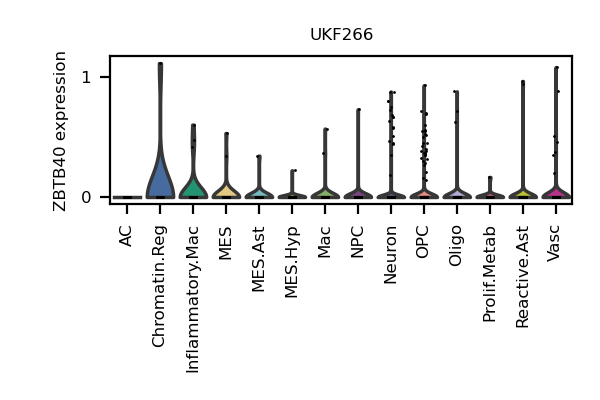 UKF266
ZBTB40 expression
1
0
AC
Chromatin.Reg
Inflammatory.Mac
MES
MES.Ast
MES.Hyp
Mac
NPC
Neuron
OPC
Oligo
Prolif.Metab
Reactive.Ast
Vasc